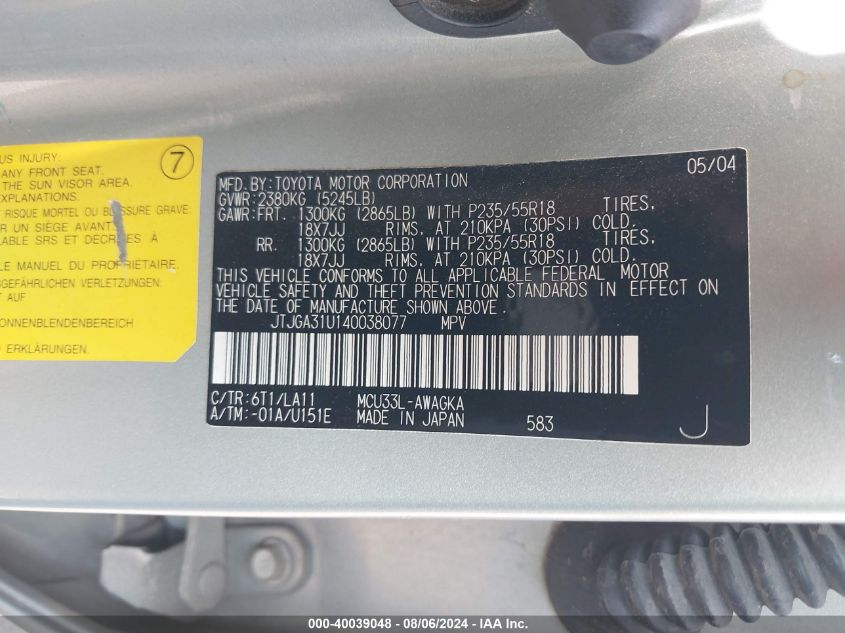 US INJURY:
ANY FRONT SEAT.
THE SUN VISOR AREA
EXPLANATIONS.
7
RISQUE MORTEL OU BLESSURE GRAVE
R UN SIÈGE AVANT
LABLE SRS ET DÉCRITES À
LE MANUEL DU PROPRIÉTAIRE.
SGEFÄHRLICHEN VERLETZUNGEN:
T AUF
ONNENBLENDENBEREICH
D ERKLÄRUNGEN.
05/04
MFD.BY:TOYOTA MOTOR CORPORATION
GVWR:2380KG (5245LB)
GAWR:FRT. 1300KG (2865LB) WITH P235/55R18 TIRES,
18X7JJ RIMS, AT 210KPA (30PSI) COLD.
RR. 1300KG (2865LB) WITH P235/55R18 TIRES,
18X7JJ RIMS, AT 210KPA (30PSI) COLD.
THIS VEHICLE CONFORMS TO ALL APPLICABLE FEDERAL MOTOR
VEHICLE SAFETY AND THEFT PREVENTION STANDARDS IN EFFECT ON
THE DATE OF MANUFACTURE SHOWN ABOVE.
JTJGA31U140038077 MPV
C/TR:6T1/LA11 MCU33L-AWAGKA
A/TM:-01A/U151E MADE IN JAPAN 583
J
000-40039048 - 08/06/2024 - IAA Inc.